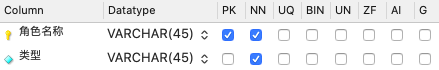 Column Datatype PK NN UQ BIN UN ZF AI G
角色名称 VARCHAR(45)
类型 VARCHAR(45)